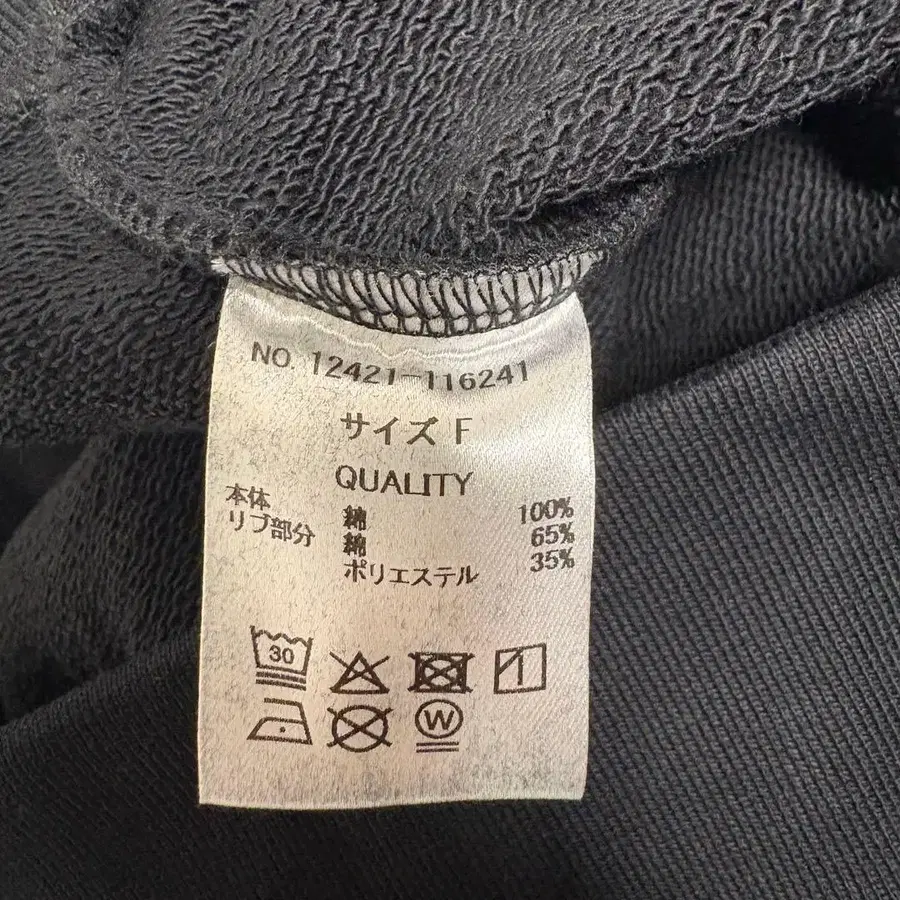 NO. 12421-116241
サイズ F
QUALITY
本体 綿 100%
リブ部分 綿 65%
ポリエステル 35%
30
W